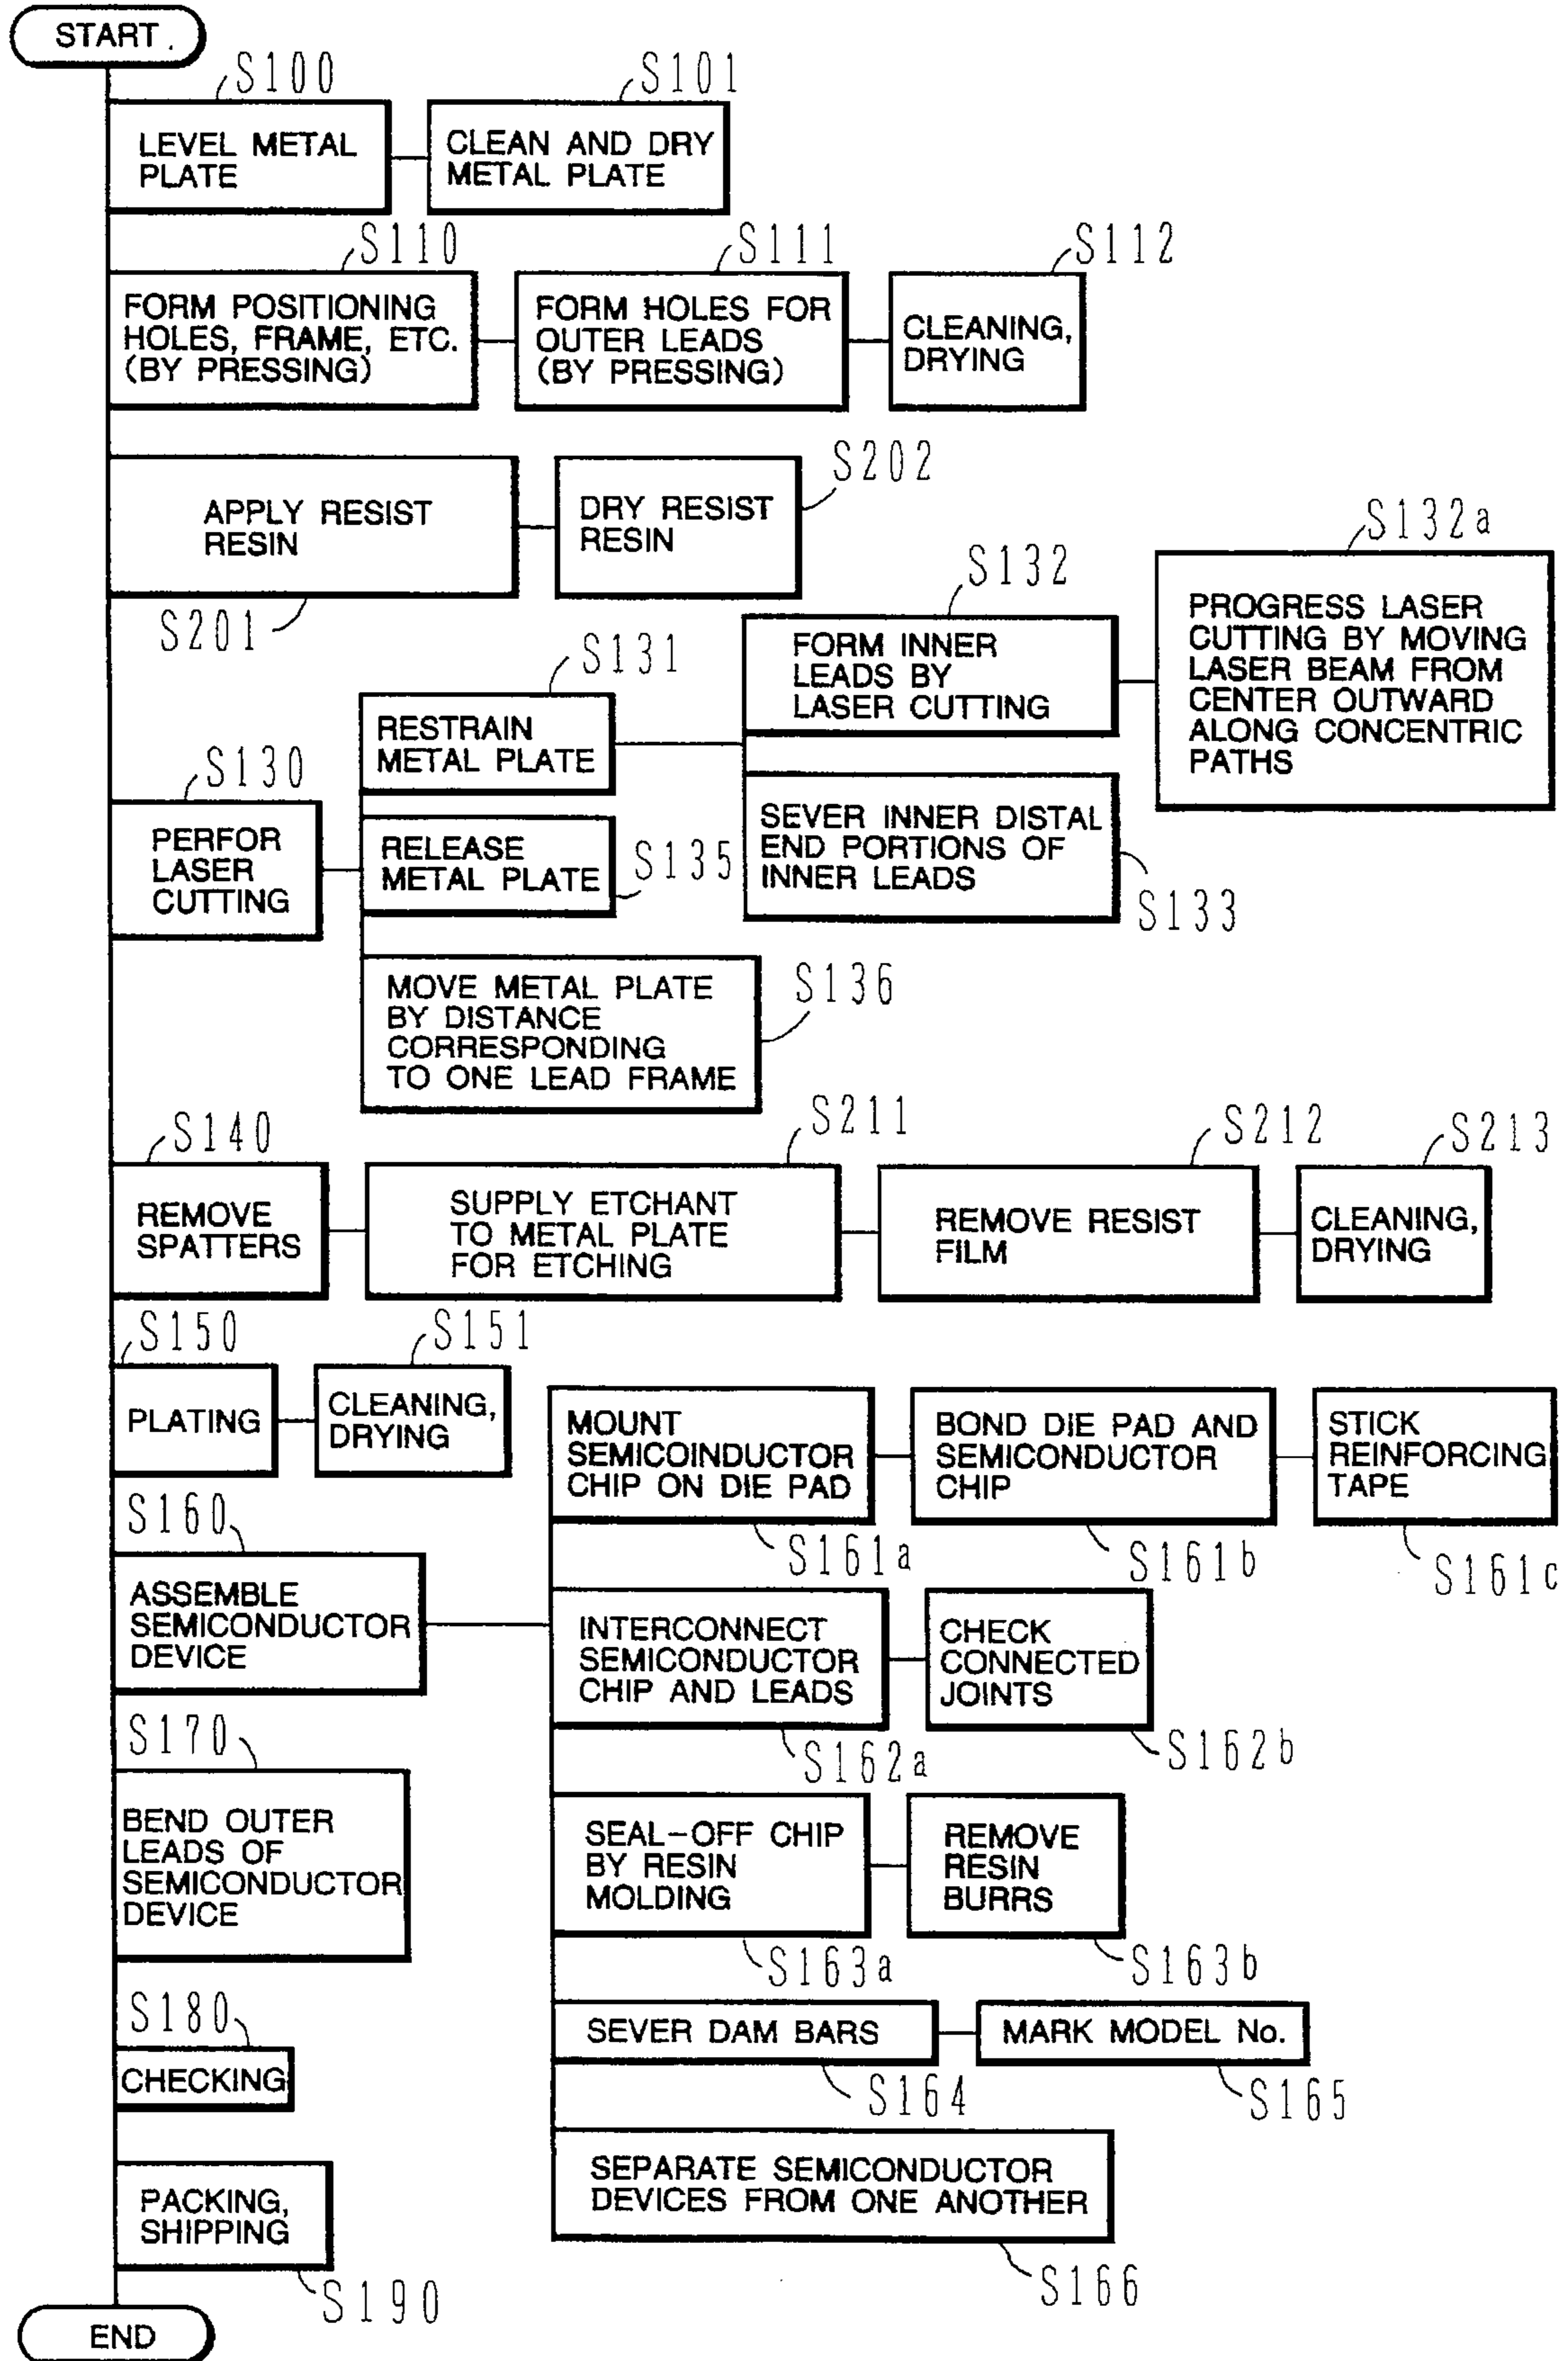 START
S100
LEVEL METAL
PLATE
S101
CLEAN AND DRY
METAL PLATE
S110
FORM POSITIONING
HOLES, FRAME, ETC.
(BY PRESSING)
S111
FORM HOLES FOR
OUTER LEADS
(BY PRESSING)
S112
CLEANING,
DRYING
APPLY RESIST
RESIN
S201
DRY RESIST
RESIN
S202
S130
PERFOR
LASER
CUTTING
S131
RESTRAIN
METAL PLATE
S132
FORM INNER
LEADS BY
LASER CUTTING
S132a
PROGRESS LASER
CUTTING BY MOVING
LASER BEAM FROM
CENTER OUTWARD
ALONG CONCENTRIC
PATHS
SEVER INNER DISTAL
END PORTIONS OF
INNER LEADS
S133
RELEASE
METAL PLATE
S135
MOVE METAL PLATE
BY DISTANCE
CORRESPONDING
TO ONE LEAD FRAME
S136
S140
REMOVE
SPATTERS
S211
SUPPLY ETCHANT
TO METAL PLATE
FOR ETCHING
S212
REMOVE RESIST
FILM
S213
CLEANING,
DRYING
S150
PLATING
S151
CLEANING,
DRYING
S160
ASSEMBLE
SEMICONDUCTOR
DEVICE
MOUNT
SEMICOINDUCTOR
CHIP ON DIE PAD
S161a
BOND DIE PAD AND
SEMICONDUCTOR
CHIP
S161b
STICK
REINFORCING
TAPE
S161c
INTERCONNECT
SEMICONDUCTOR
CHIP AND LEADS
S162a
CHECK
CONNECTED
JOINTS
S162b
SEAL-OFF CHIP
BY RESIN
MOLDING
S163a
REMOVE
RESIN
BURRS
S163b
SEVER DAM BARS
S164
MARK MODEL No.
S165
SEPARATE SEMICONDUCTOR
DEVICES FROM ONE ANOTHER
S166
S170
BEND OUTER
LEADS OF
SEMICONDUCTOR
DEVICE
S180
CHECKING
PACKING,
SHIPPING
S190
END